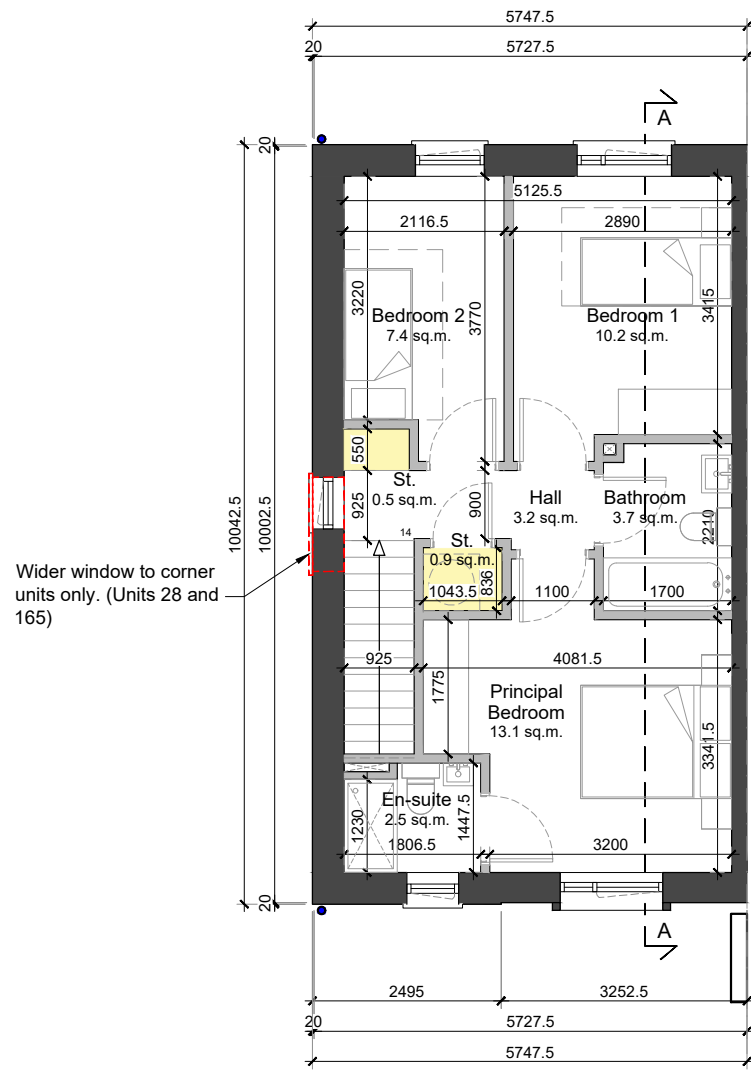 5747.5
20
5727.5
A
20
5125.5
2116.5
2890
3220
3770
3415
Bedroom 2
7.4 sq.m.
Bedroom 1
10.2 sq.m.
550
925
St.
0.5 sq.m.
900
Hall
3.2 sq.m.
Bathroom
3.7 sq.m.
2210
10042.5
10002.5
14
St.
0.9 sq.m.
836
1043.5
1100
1700
Wider window to corner
units only. (Units 28 and
165)
925
4081.5
1775
Principal
Bedroom
13.1 sq.m.
3341.5
En-suite
2.5 sq.m.
1230
1447.5
1806.5
3200
20
A
2495
3252.5
20
5727.5
5747.5